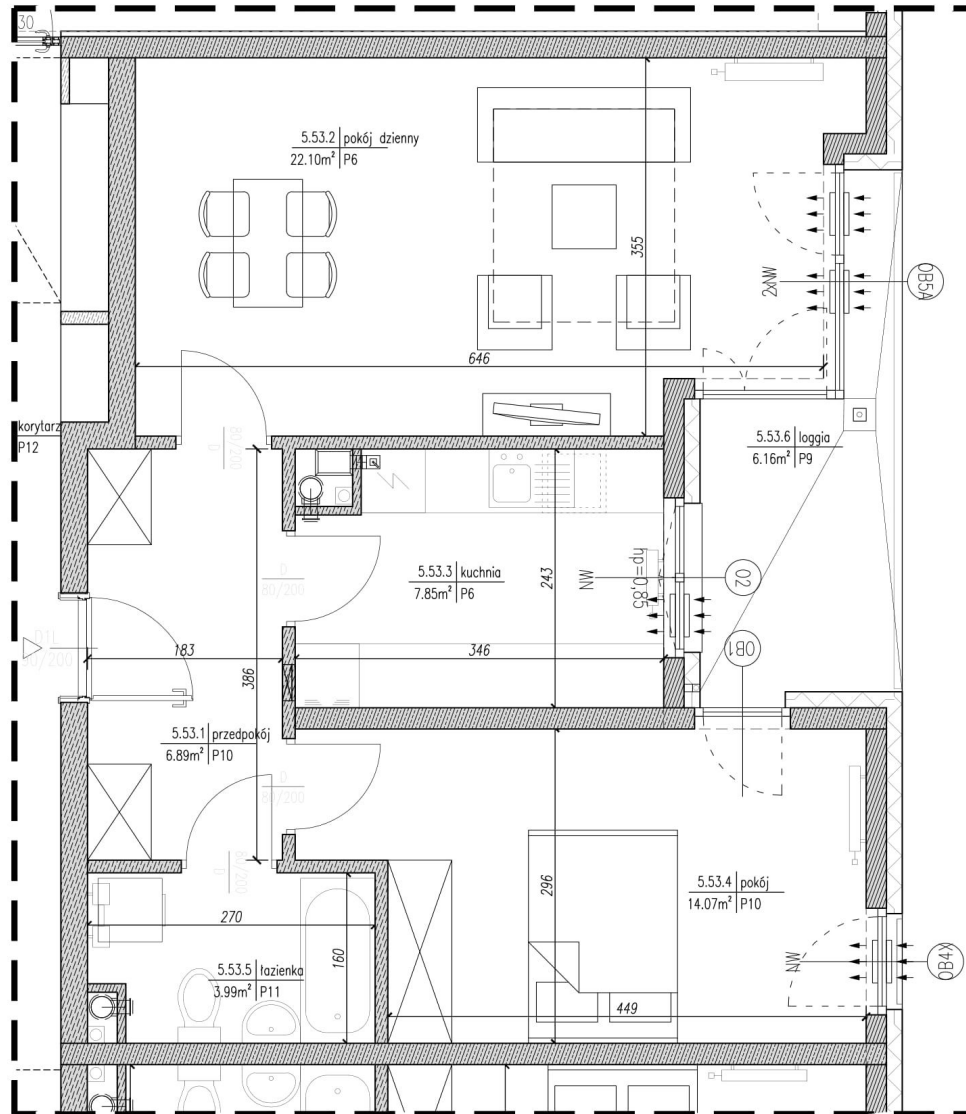 30
5.53.2 pokój dzienny
22.10m² P6
355
2xNW
OB5A
646
korytarz
P12
80/200
D
5.53.6 loggia
6.16m² P9
D
80/200
5.53.3 kuchnia
7.85m² P6
243
NW
hp=0,85
O2
D1L
90/200
183
346
386
OB1
5.53.1 przedpokój
6.89m² P10
D
80/200
80/200
D
296
5.53.4 pokój
14.07m² P10
270
160
5.53.5 łazienka
3.99m² P11
NW
OB4X
449